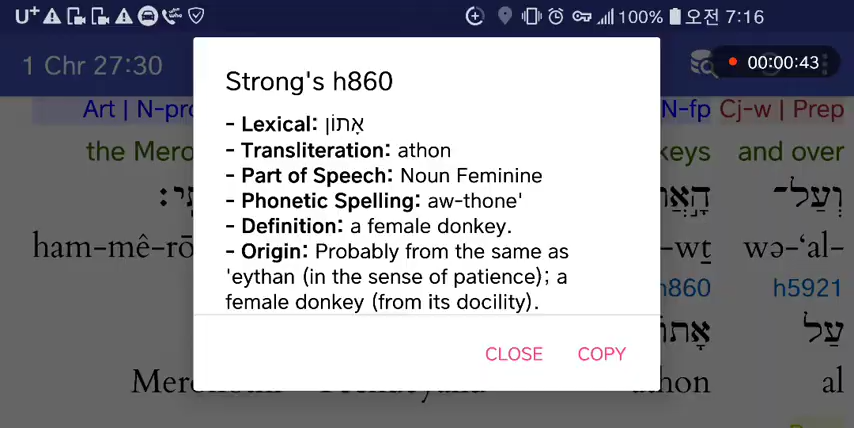 U+ 100% 오전 7:16
1 Chr 27:30
00:00:43
Strong's h860
- Lexical: אָתוֹן
- Transliteration: athon
- Part of Speech: Noun Feminine
- Phonetic Spelling: aw-thone'
- Definition: a female donkey.
- Origin: Probably from the same as
'eythan (in the sense of patience); a
female donkey (from its docility).
CLOSE COPY
Art | N-pro
N-fp Cj-w | Prep
the Mero
keys and over
וְעַל־
ham-mê-rō
-wṯ wə-‘al-
h860 h5921
עַל
athon al